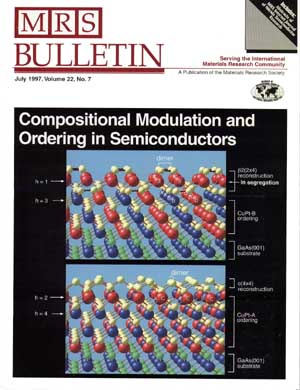 MRS
BULLETIN
Serving the International
Materials Research Community
A Publication of the Materials Research Society
July 1997, Volume 22, No. 7
Compositional Modulation and
Ordering in Semiconductors
dimer
h = 1
h = 3
(2x4)
reconstruction
In segregation
CuPt-B
ordering
GaAs(001)
substrate
dimer
h = 2
h = 4
c(4x4)
reconstruction
CuPt-A
ordering
GaAs(001)
substrate